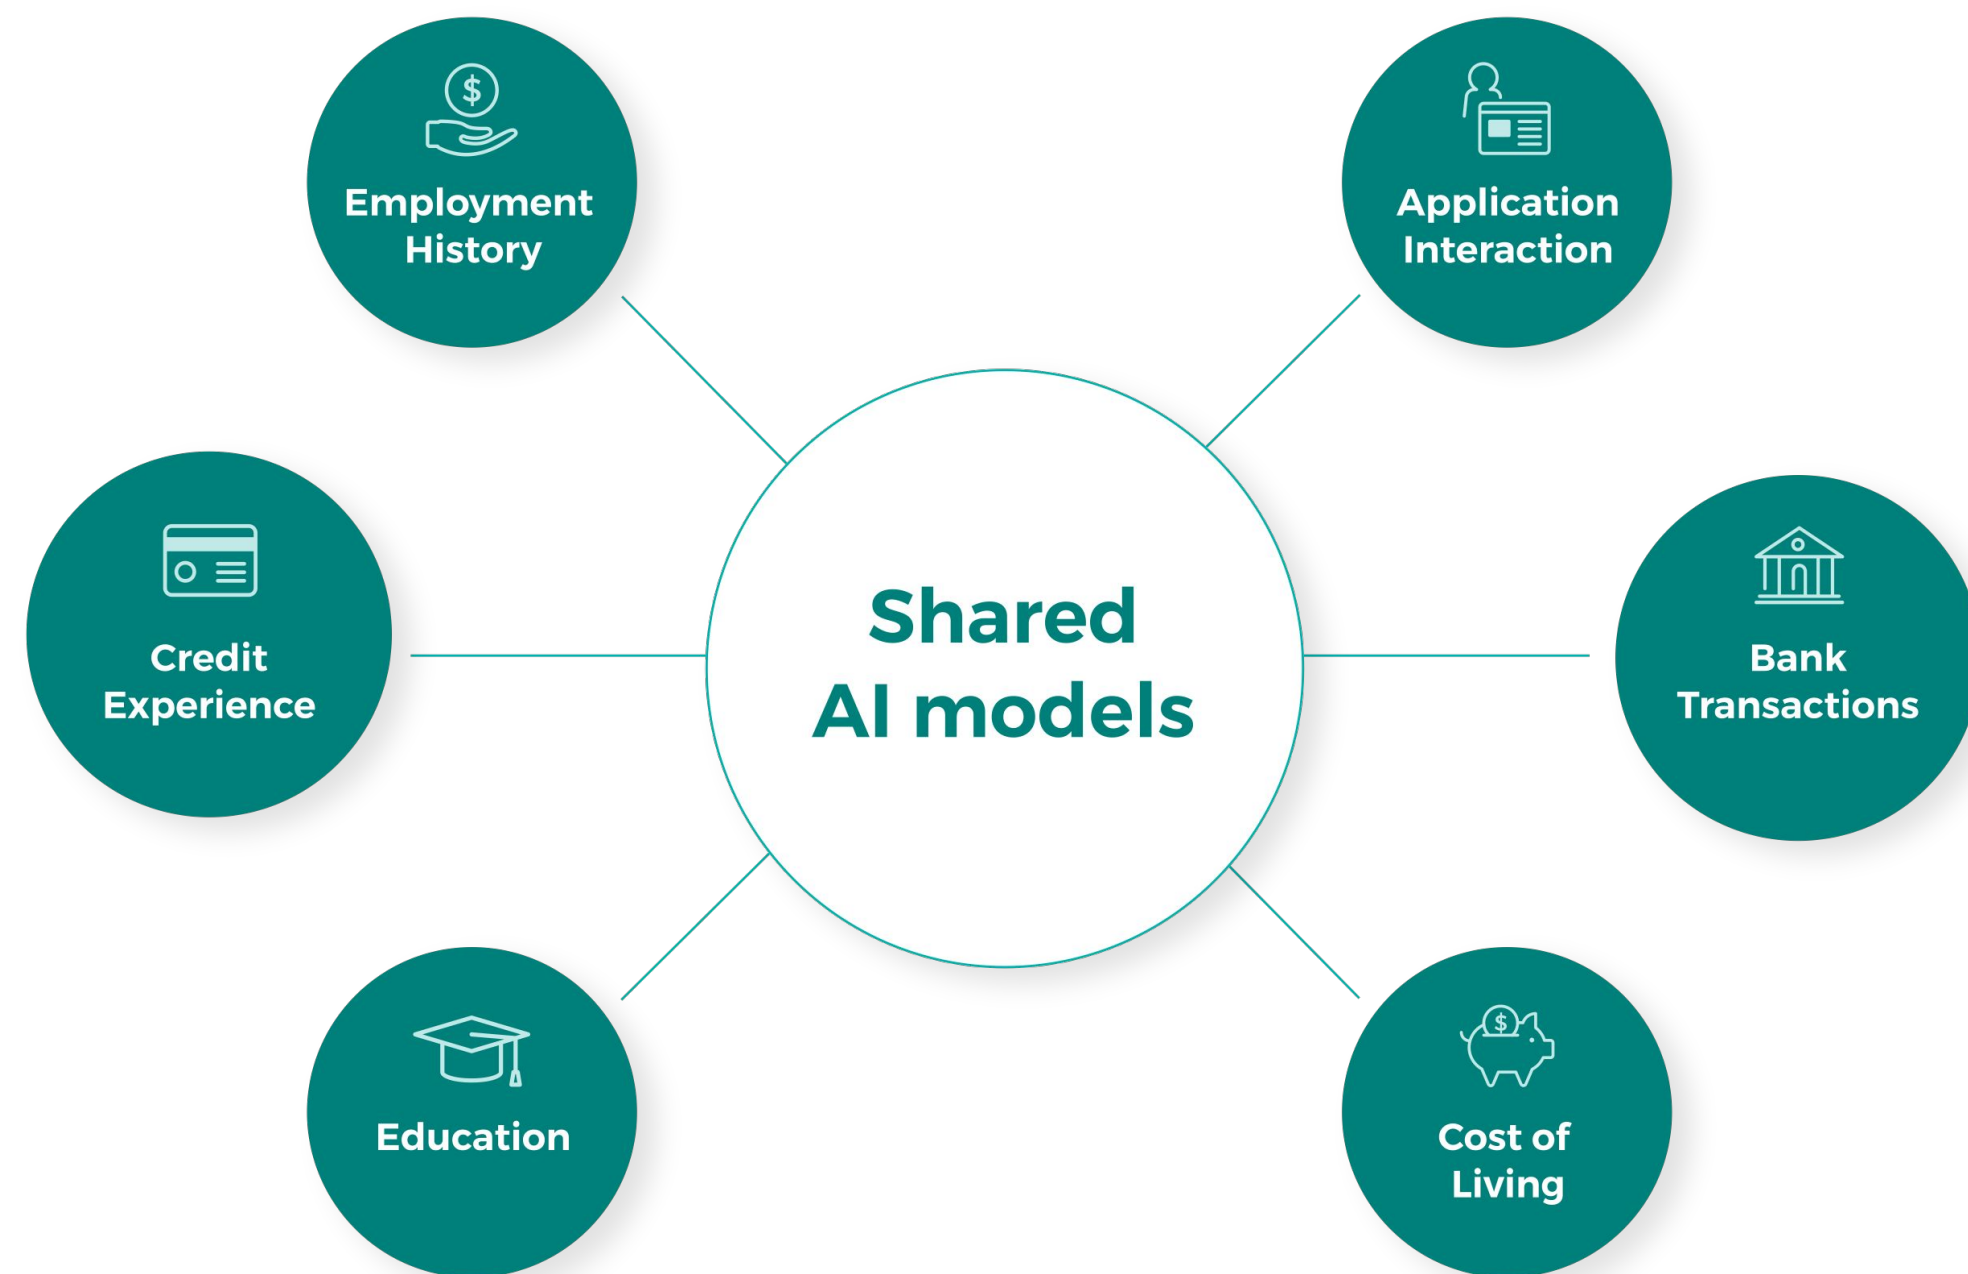 Employment
History
Application
Interaction
Credit
Experience
Shared
AI models
Bank
Transactions
Education
Cost of
Living